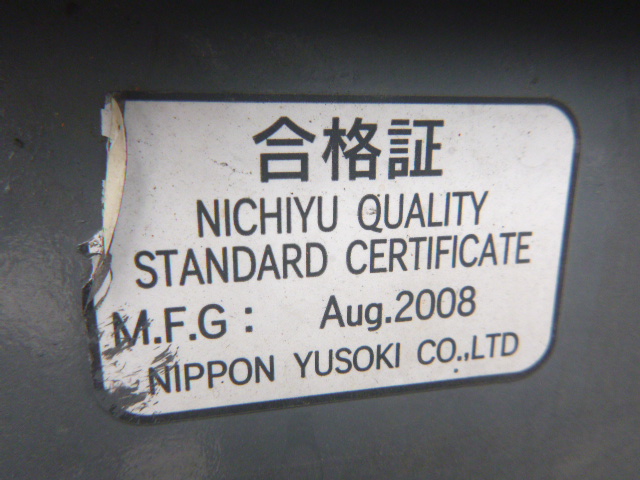 合格証
NICHIYU QUALITY
STANDARD CERTIFICATE
M.F.G : Aug.2008
NIPPON YUSOKI CO.,LTD